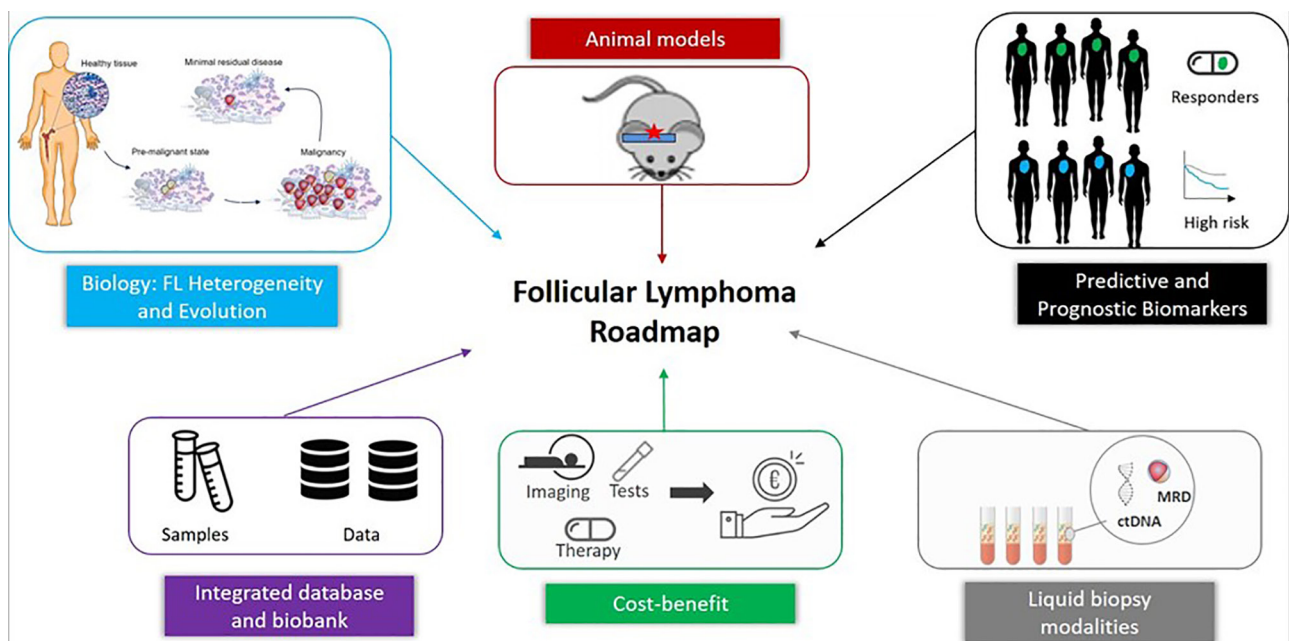 Healthy tissue
Minimal residual disease
Pre-malignant state
Malignancy
Biology: FL Heterogeneity
and Evolution
Animal models
Responders
High risk
Predictive and
Prognostic Biomarkers
Follicular Lymphoma
Roadmap
Samples
Data
Integrated database
and biobank
Imaging
Tests
€
Therapy
Cost-benefit
MRD
ctDNA
Liquid biopsy
modalities